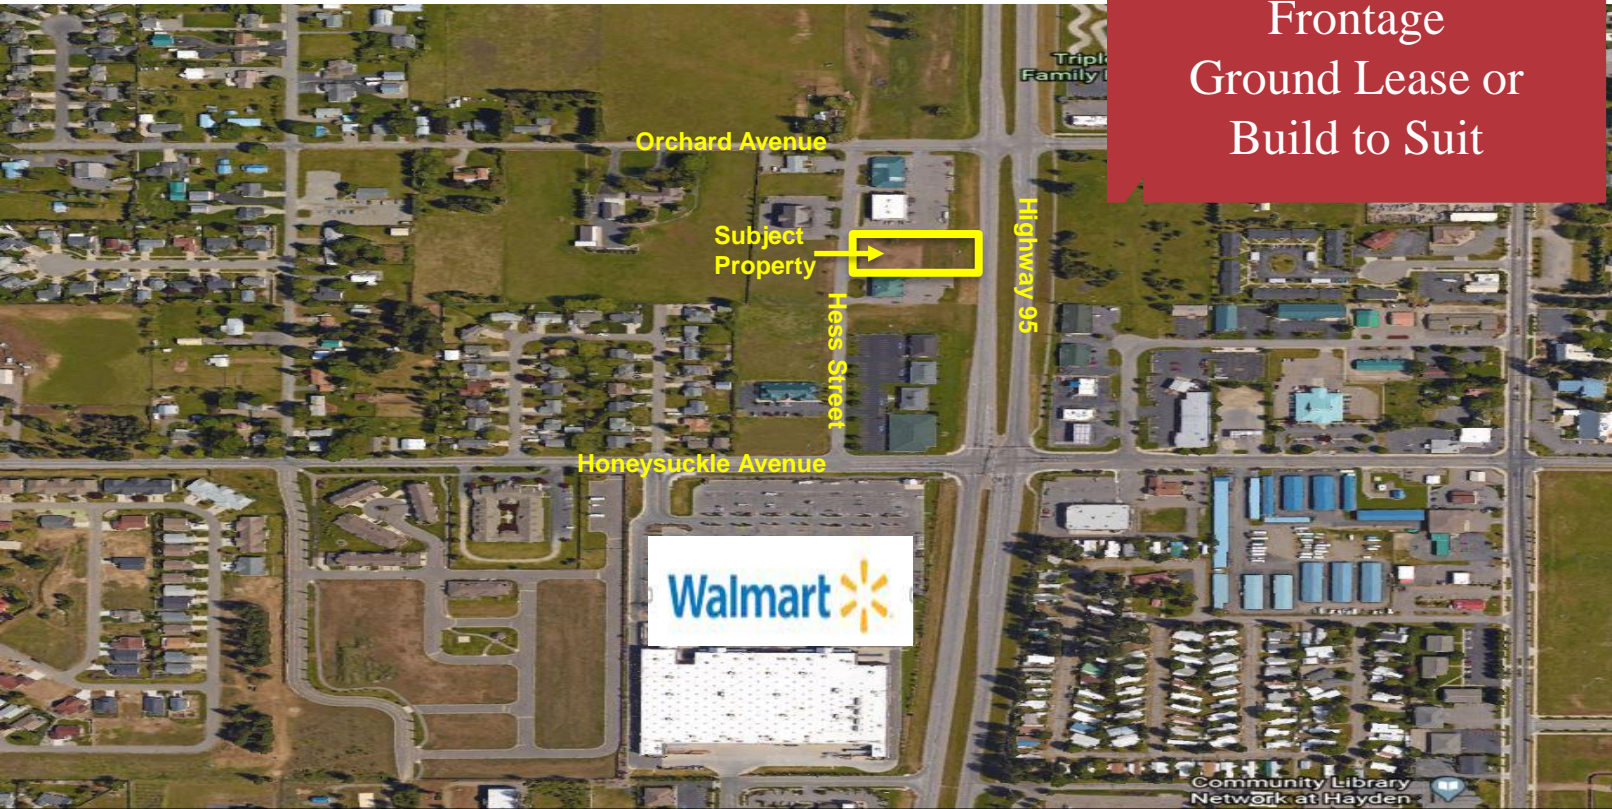 Frontage
Ground Lease or
Build to Suit
Family
Orchard Avenue
Subject
Property
Highway 95
Hess Street
Honeysuckle Avenue
Walmart
Community Library
Network at Hayden